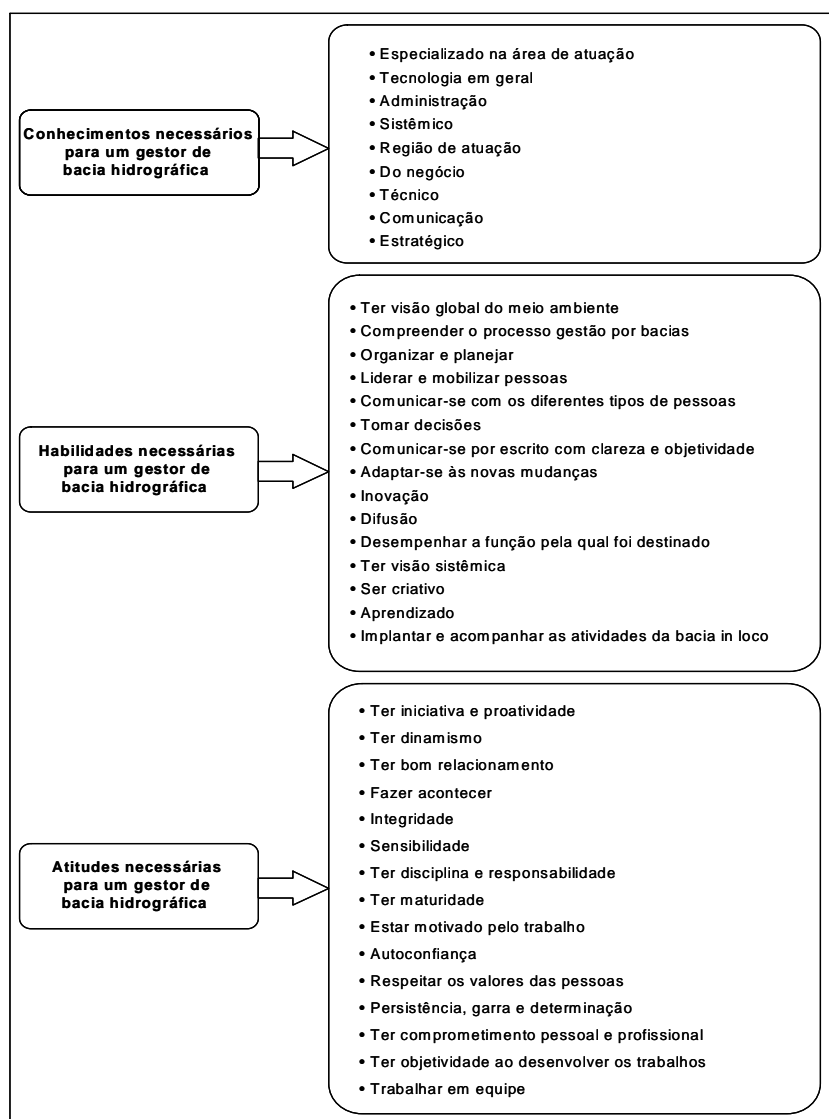 Conhecimentos necessários
para um gestor de
bacia hidrográfica
• Especializado na área de atuação
• Tecnologia em geral
• Administração
• Sistêmico
• Região de atuação
• Do negócio
• Técnico
• Comunicação
• Estratégico
Habilidades necessárias
para um gestor de
bacia hidrográfica
• Ter visão global do meio ambiente
• Compreender o processo gestão por bacias
• Organizar e planejar
• Liderar e mobilizar pessoas
• Comunicar-se com os diferentes tipos de pessoas
• Tomar decisões
• Comunicar-se por escrito com clareza e objetividade
• Adaptar-se às novas mudanças
• Inovação
• Difusão
• Desempenhar a função pela qual foi destinado
• Ter visão sistêmica
• Ser criativo
• Aprendizado
• Implantar e acompanhar as atividades da bacia in loco
Atitudes necessárias
para um gestor de
bacia hidrográfica
• Ter iniciativa e proatividade
• Ter dinamismo
• Ter bom relacionamento
• Fazer acontecer
• Integridade
• Sensibilidade
• Ter disciplina e responsabilidade
• Ter maturidade
• Estar motivado pelo trabalho
• Autoconfiança
• Respeitar os valores das pessoas
• Persistência, garra e determinação
• Ter comprometimento pessoal e profissional
• Ter objetividade ao desenvolver os trabalhos
• Trabalhar em equipe